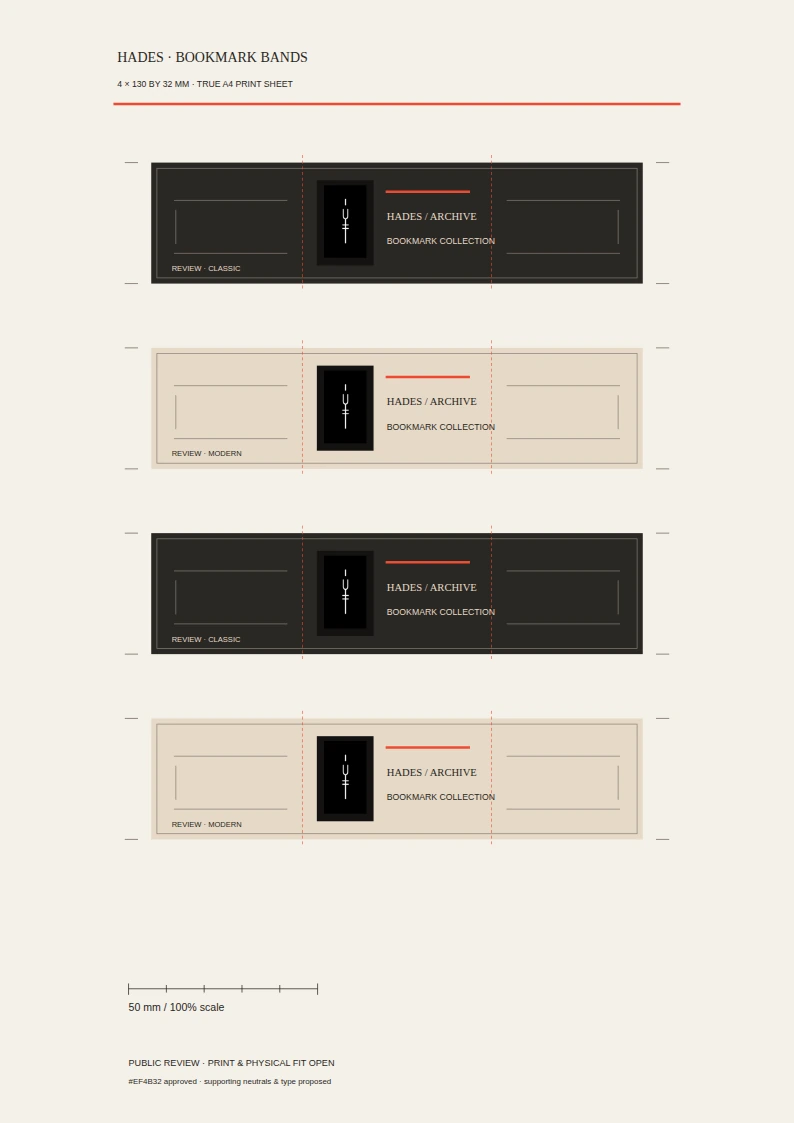 HADES · BOOKMARK BANDS
4 × 130 BY 32 MM · TRUE A4 PRINT SHEET
HADES / ARCHIVE
BOOKMARK COLLECTION
REVIEW · CLASSIC
HADES / ARCHIVE
BOOKMARK COLLECTION
REVIEW · MODERN
HADES / ARCHIVE
BOOKMARK COLLECTION
REVIEW · CLASSIC
HADES / ARCHIVE
BOOKMARK COLLECTION
REVIEW · MODERN
50 mm / 100% scale
PUBLIC REVIEW · PRINT & PHYSICAL FIT OPEN
#EF4B32 approved · supporting neutrals & type proposed